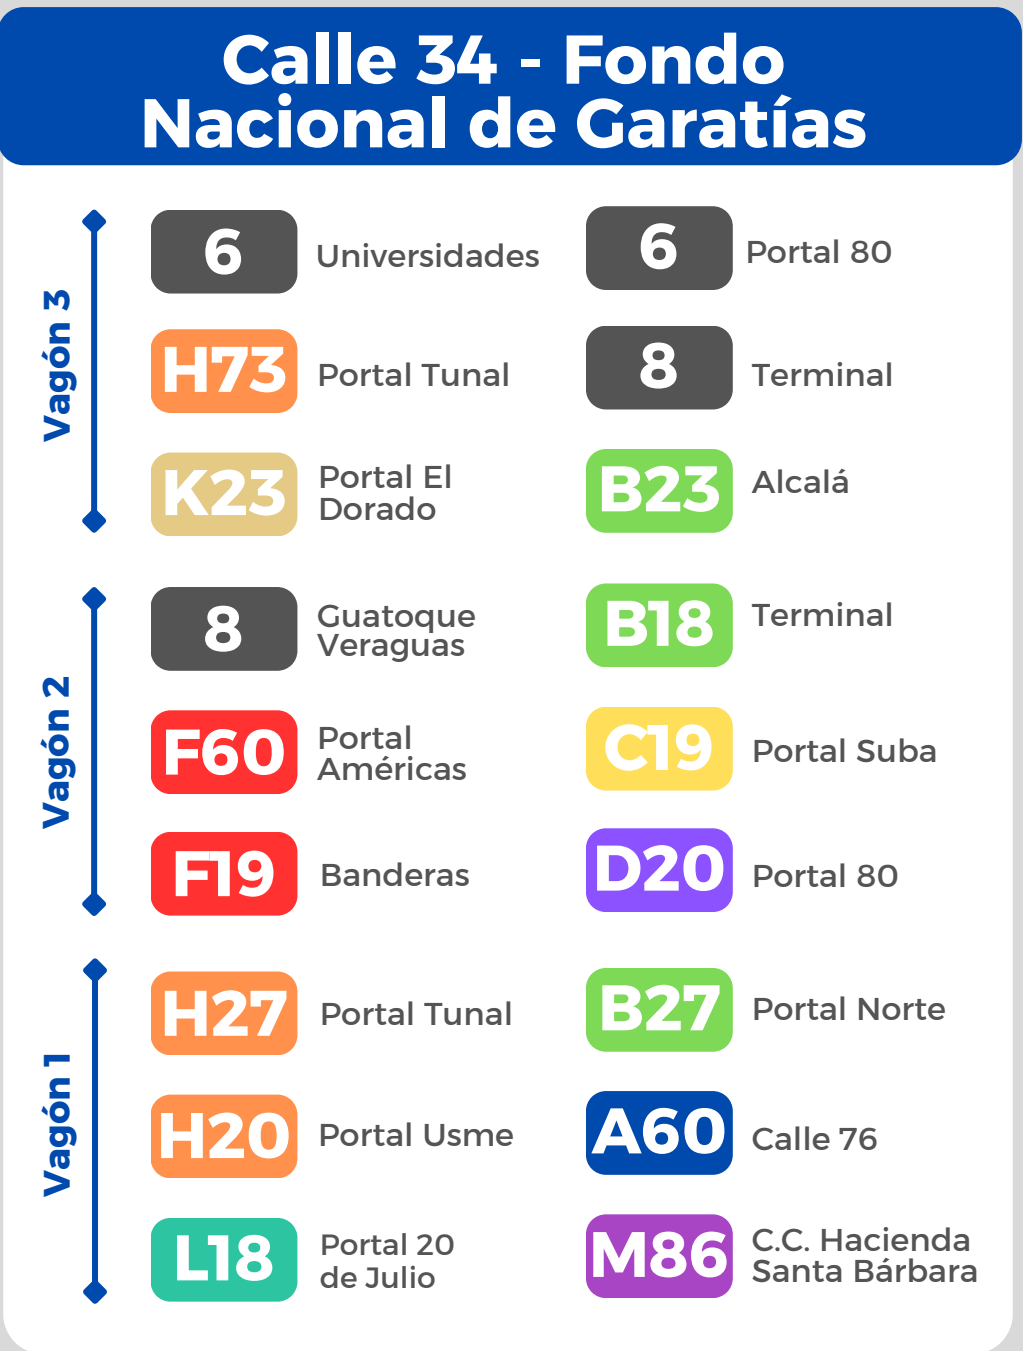 Calle 34 - Fondo
Nacional de Garatías
Vagón 3
6 Universidades
6 Portal 80
H73 Portal Tunal
8 Terminal
K23 Portal El
Dorado
B23 Alcalá
Vagón 2
8 Guatoque
Veraguas
B18 Terminal
F60 Portal
Américas
C19 Portal Suba
F19 Banderas
D20 Portal 80
Vagón 1
H27 Portal Tunal
B27 Portal Norte
H20 Portal Usme
A60 Calle 76
L18 Portal 20
de Julio
M86 C.C. Hacienda
Santa Bárbara